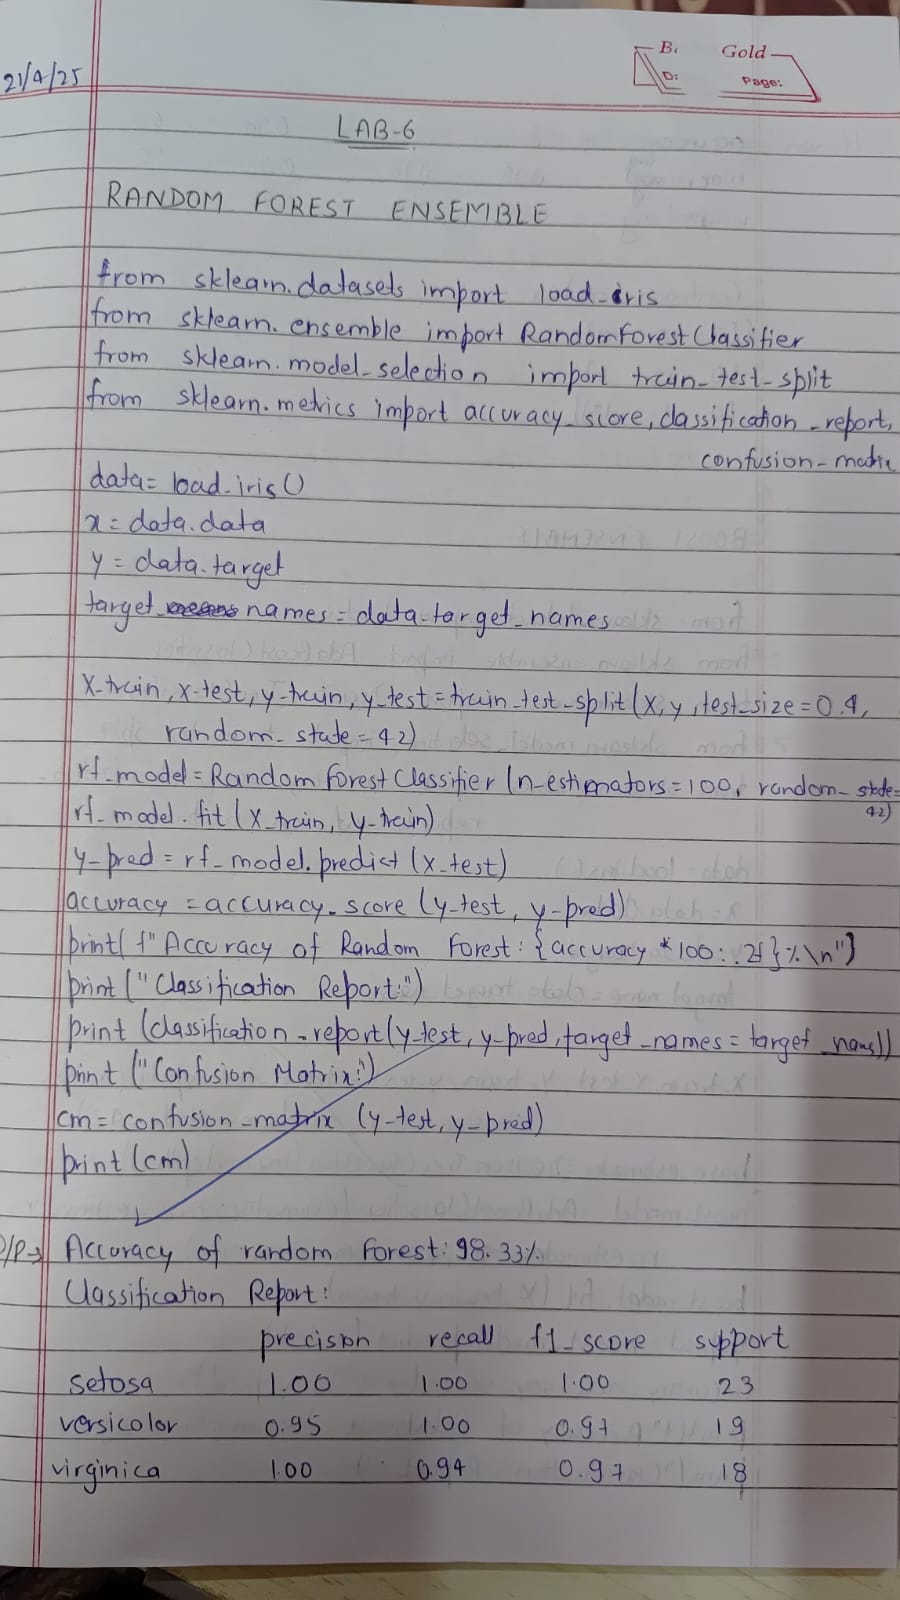 B. Gold
D: Page:
21/4/25
LAB-6
RANDOM FOREST ENSEMBLE
from sklearn.datasets import load_iris
from sklearn.ensemble import RandomForestClassifier
from sklearn.model_selection import train_test_split
from sklearn.metrics import accuracy_score, classification_report,
confusion_matrix
data= load_iris()
x = data.data
y = data.target
target_names = data.target_names
X_train, x_test, y_train, y_test = train_test_split(X, y, test_size=0.4,
random_state=42)
rf_model = RandomForestClassifier (n-estimators=100, random_state=
42)
rf_model.fit (X_train, y_train)
y_pred = rf_model.predict (x_test)
accuracy = accuracy_score (y_test, y_pred)
print( f" Accuracy of Random Forest: {accuracy * 100:.2f}%\n")
print ("Classification Report:")
print (classification_report(y_test, y_pred, target_names = target_names))
print ("Confusion Matrix:")
cm = confusion_matrix (y_test, y_pred)
print (cm)
O/P→ Accuracy of random forest: 98.33%
Classification Report:
precision recall f1_score support
setosa 1.00 1.00 1.00 23
versicolor 0.95 1.00 0.97 19
virginica 1.00 0.94 0.97 18